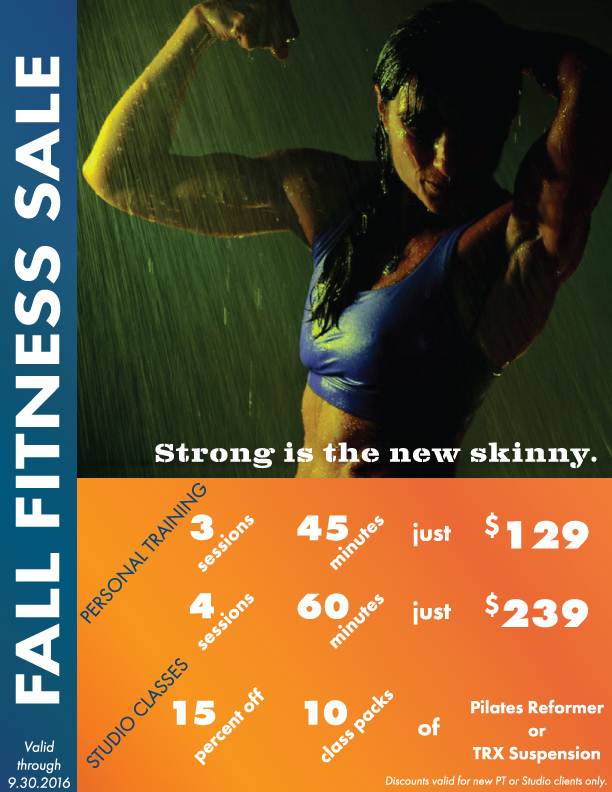 FALL FITNESS SALE
Valid
through
9.30.2016
Strong is the new skinny.
PERSONAL TRAINING
3 sessions 45 minutes just $129
4 sessions 60 minutes just $239
STUDIO CLASSES
15 percent off 10 class packs of Pilates Reformer
or
TRX Suspension
Discounts valid for new PT or Studio clients only.